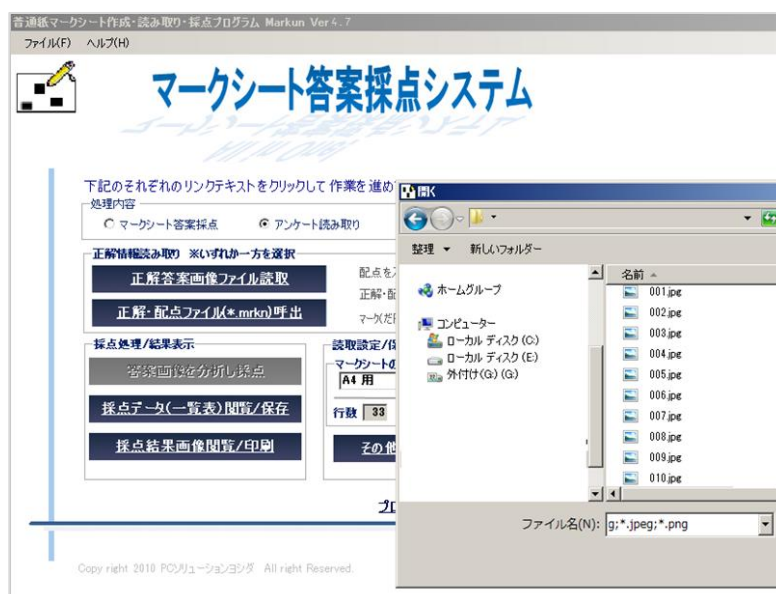 普通紙マークシート作成・読み取り・採点プログラム Markun Ver4.7
ファイル(F) ヘルプ(H)
マークシート答案採点システム
下記のそれぞれのリンクテキストをクリックして作業を進め
処理内容
マークシート答案採点 アンケート読み取り
正解情報読み取り ※いずれか一方を選択
正解答案画像ファイル読取
配点を
正解・配点ファイル(*.mrkn)呼出
正解・配
マーク(だ
採点処理/結果表示
答案画像を分析し採点
採点データ(一覧表)閲覧/保存
採点結果画像閲覧/印刷
読取設定/
マークシートの
A4 用
行数 33
その他
プロ
Copy right 2010 PCソリューションヨシダ All right Reserved.
開く
整理 新しいフォルダー
ホームグループ
コンピューター
ローカル ディスク (C:)
ローカル ディスク (E:)
外付け(G:) (G:)
名前
001.jpg
002.jpg
003.jpg
004.jpg
005.jpg
006.jpg
007.jpg
008.jpg
009.jpg
010.jpg
ファイル名(N): g;*.jpeg;*.png